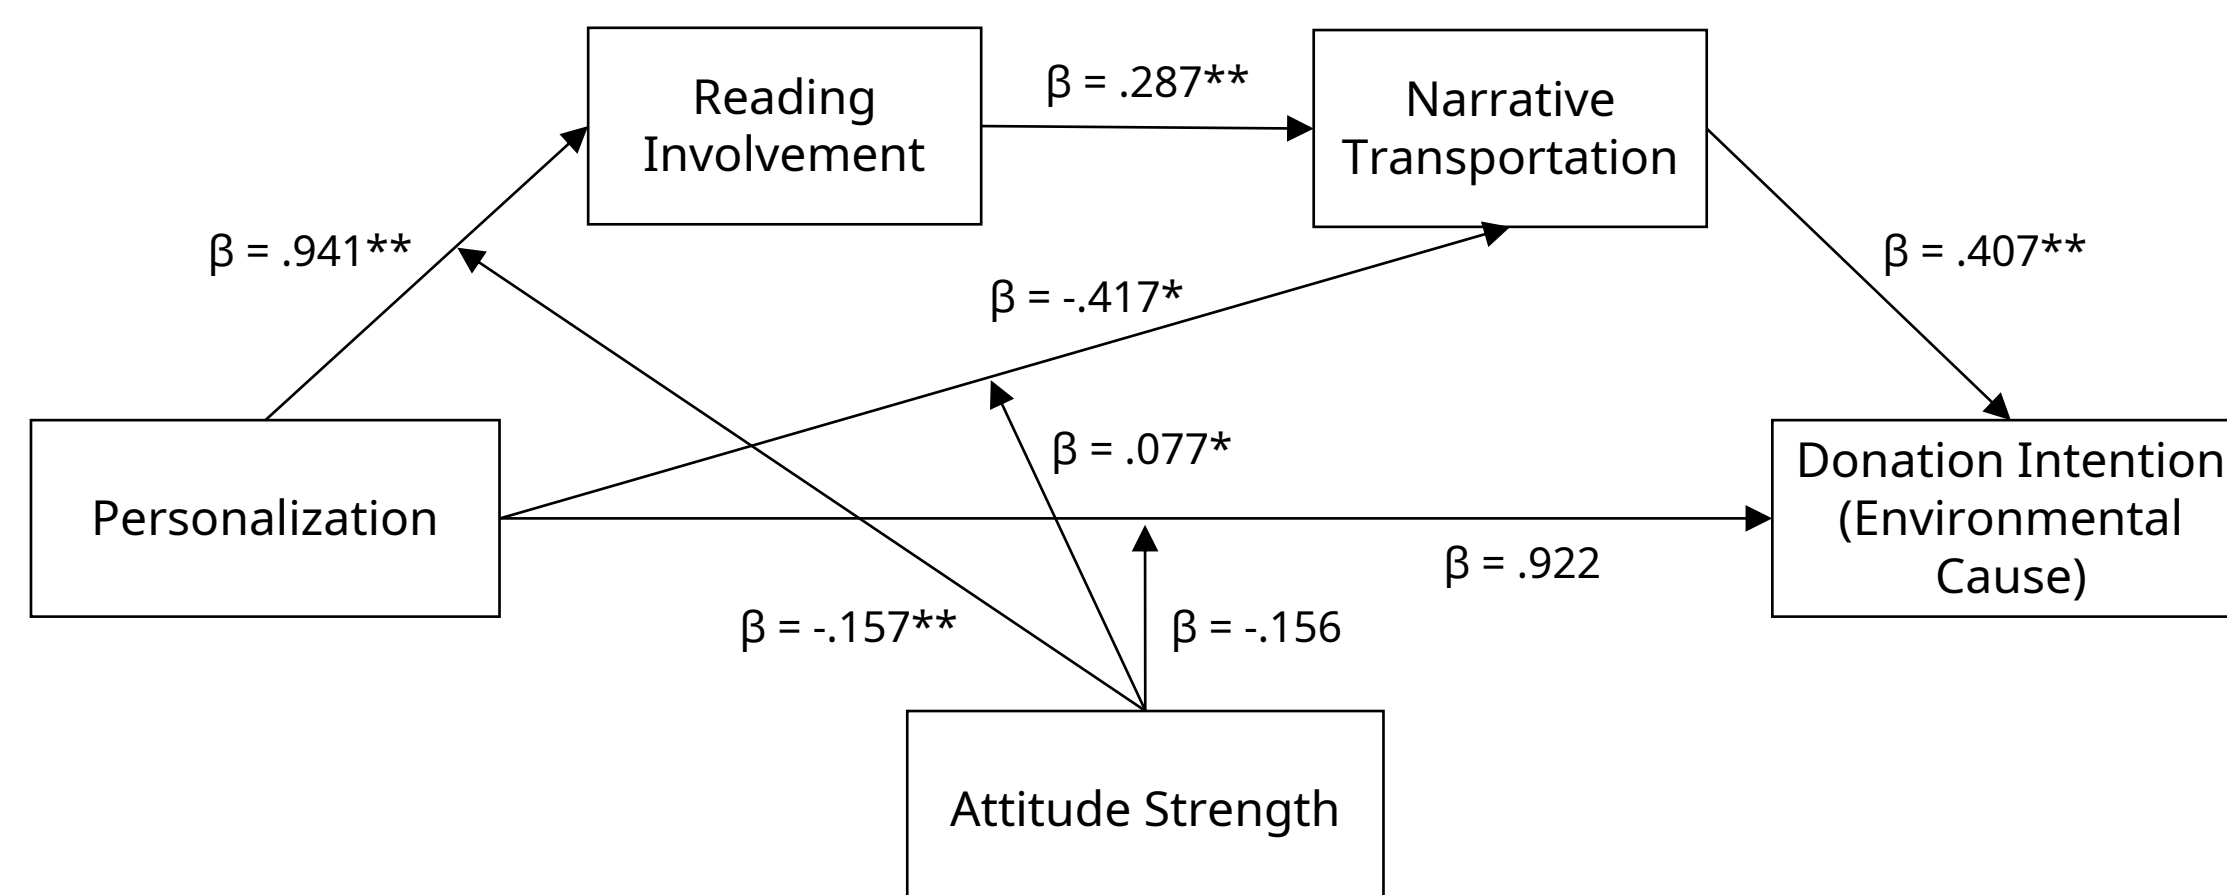 Reading
Involvement
β = .287**
Narrative
Transportation
β = .941**
β = -.417*
β = .407**
β = .077*
Personalization
Donation Intention
(Environmental
Cause)
β = .922
β = -.157**
β = -.156
Attitude Strength